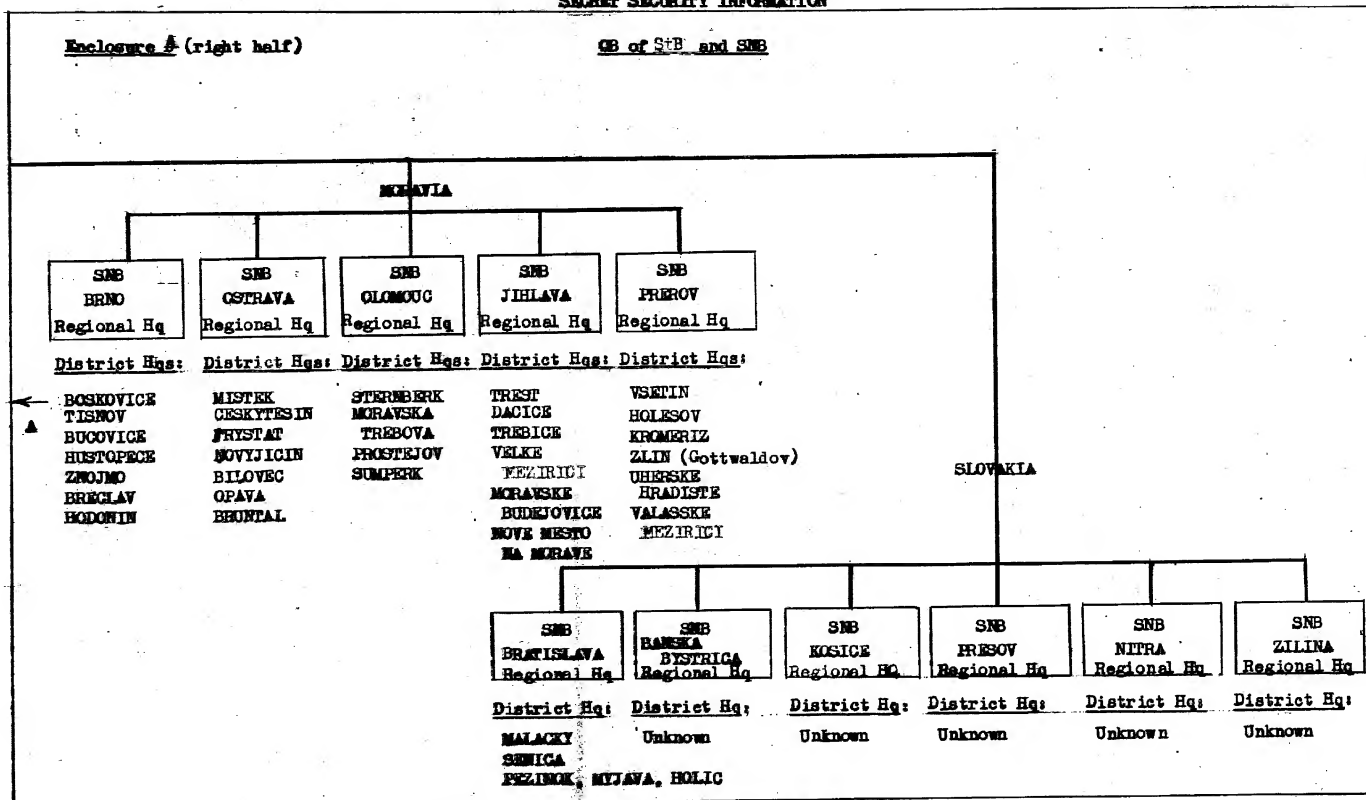 SECRET SECURITY INFORMATION
Enclosure (right half)
OB of StB and SNB
MORAVIA
SNB
BRNO
Regional Hq
District Hqs:
BOSKOVICE
TISNOV
BUCOVICE
HUSTOPECE
ZNOJMO
BRECLAV
HODONIN
SNB
OSTRAVA
Regional Hq
District Hqs:
MISTEK
CESKYTESIN
FRYSTAT
NOVYJICIN
BILOVEC
OPAVA
BRUNTAL
SNB
OLOMOUC
Regional Hq
District Hqs:
STERNBERK
MORAVSKA
TREBOVA
PROSTEJOV
SUMPERK
SNB
JIHLAVA
Regional Hq
District Hqs:
TREST
DACICE
TREBICE
VELKE
MEZIRICI
MORAVSKE
BUDEJOVICE
NOVE MESTO
NA MORAVE
SNB
PREROV
Regional Hq
District Hqs:
VSETIN
HOLESOV
KROMERIZ
ZLIN (Gottwaldov)
UHERSKE
HRADISTE
VALASSKE
MEZIRICI
SLOVAKIA
SNB
BRATISLAVA
Regional Hq
District Hq:
MALACKY
SENICA
PEZINOK, MYJAVA, HOLIC
SNB
BANSKA
BYSTRICA
Regional Hq
District Hq:
Unknown
SNB
KOSICE
Regional HQ
District Hq:
Unknown
SNB
PRESOV
Regional Hq
District Hq:
Unknown
SNB
NITRA
Regional Hq
District Hq:
Unknown
SNB
ZILINA
Regional Hq
District Hq:
Unknown